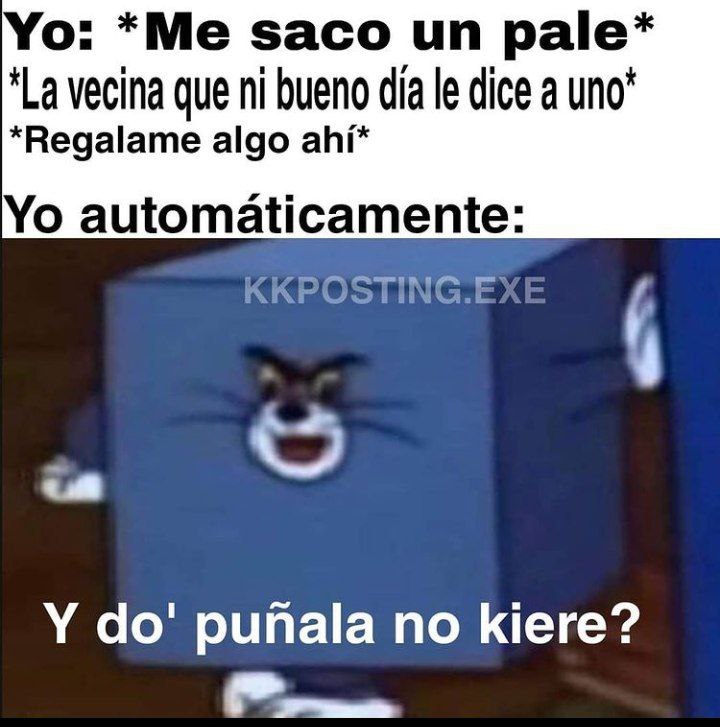 Yo: *Me saco un pale*
*La vecina que ni bueno día le dice a uno*
*Regalame algo ahí*
Yo automáticamente:
KKPOSTING.EXE
Y do' puñala no kiere?